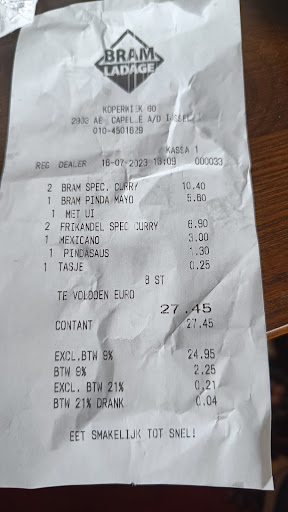 BRAM
LADAGE
KOPERWIEK 60
2903 AE CAPELLE A/D IJSSEL
010-4501629
KASSA 1
REG DEALER 16-07-2023 19:09 000033
2 BRAM SPEC. CURRY 10.40
1 BRAM PINDA MAYO 5.60
1 MET UI
2 FRIKANDEL SPEC CURRY 6.90
1 MEXICANO 3.00
1 PINDASAUS 1.30
1 TASJE 0.25
8 ST
TE VOLDOEN EURO
27.45
CONTANT 27.45
EXCL.BTW 9% 24.95
BTW 9% 2.25
EXCL. BTW 21% 0.21
BTW 21% DRANK 0.04
EET SMAKELIJK TOT SNEL!